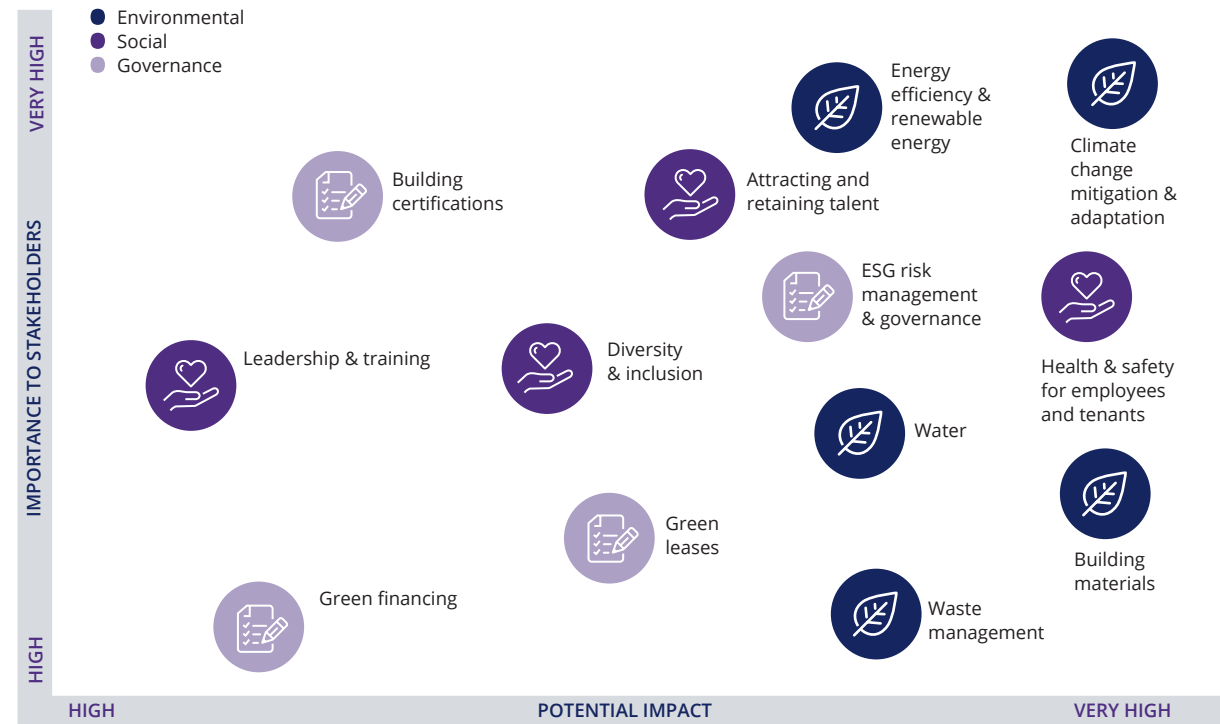 Environmental
Social
Governance
VERY HIGH
IMPORTANCE TO STAKEHOLDERS
HIGH
Energy
efficiency &
renewable
energy
Climate
change
mitigation &
adaptation
Building
certifications
Attracting and
retaining talent
ESG risk
management
& governance
Health & safety
for employees
and tenants
Leadership & training
Diversity
& inclusion
Water
Building
materials
Green
leases
Green financing
Waste
management
HIGH
POTENTIAL IMPACT
VERY HIGH